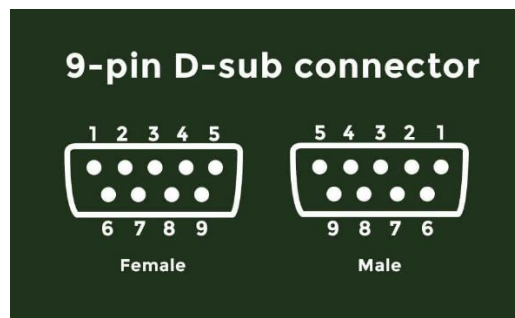 9-pin D-sub connector
1 2 3 4 5
6 7 8 9
Female
5 4 3 2 1
9 8 7 6
Male